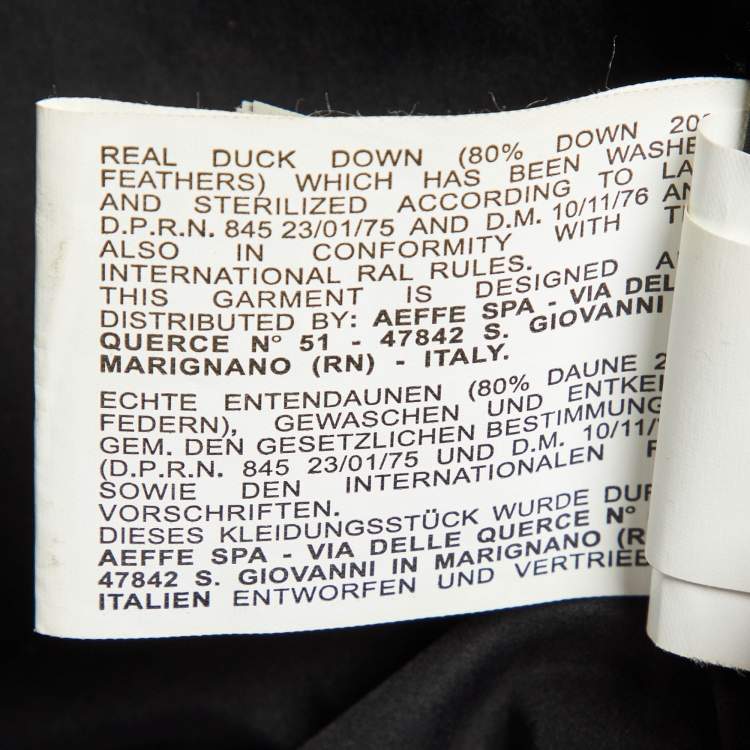 REAL DUCK DOWN (80% DOWN
FEATHERS) WHICH HAS BEEN
AND STERILIZED ACCORDING TO
D.P.R.N. 845 23/01/75 AND D.M. 10/11/76
ALSO IN CONFORMITY WITH
INTERNATIONAL RAL RULES.
THIS GARMENT IS DESIGNED
DISTRIBUTED BY: AEFFE SPA - VIA
QUERCE N° 51 - 47842 S. GIOVANNI
MARIGNANO (RN) - ITALY.
ECHTE ENTENDAUNEN (80% DAUNE
FEDERN), GEWASCHEN UND
GEM. DEN GESETZLICHEN
(D.P.R.N. 845 23/01/75 UND D.M.
SOWIE DEN INTERNATIONALEN
VORSCHRIFTEN.
DIESES KLEIDUNGSSTÜCK WURDE
AEFFE SPA - VIA DELLE QUERCE N°
47842 S. GIOVANNI IN MARIGNANO
ITALIEN ENTWORFEN UND